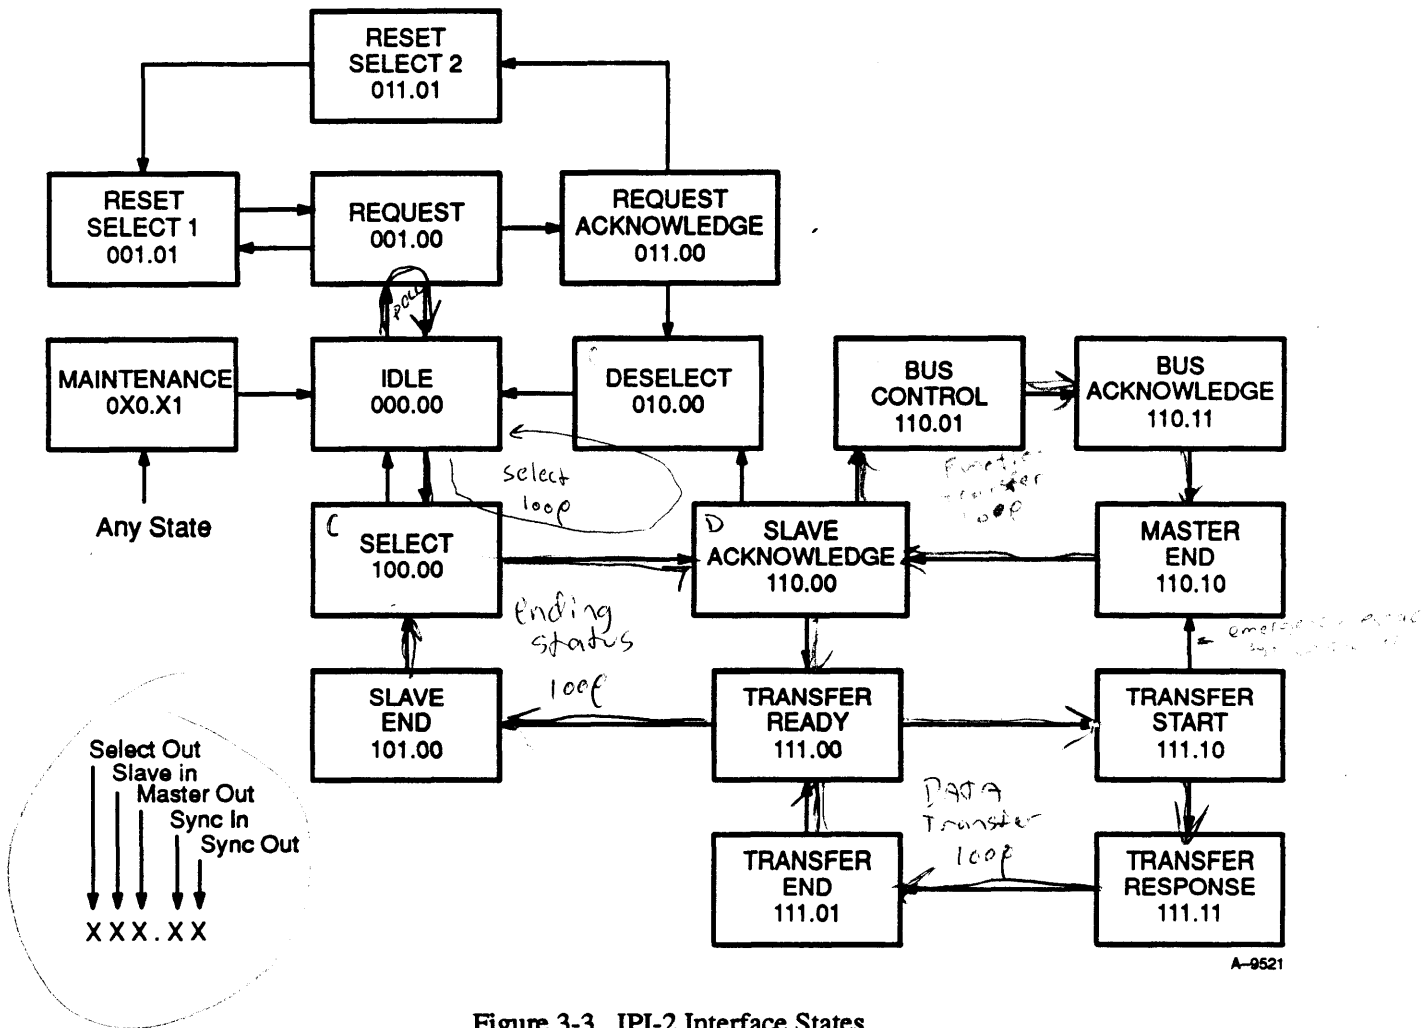 RESET
SELECT 2
011.01
RESET
SELECT 1
001.01
REQUEST
001.00
REQUEST
ACKNOWLEDGE
011.00
POLL
MAINTENANCE
0X0.X1
IDLE
000.00
DESELECT
010.00
BUS
CONTROL
110.01
BUS
ACKNOWLEDGE
110.11
Any State
select
loop
C
SELECT
100.00
D
SLAVE
ACKNOWLEDGE
110.00
Function
transfer
loop
MASTER
END
110.10
Ending
status
loop
SLAVE
END
101.00
TRANSFER
READY
111.00
TRANSFER
START
111.10
DATA
Transfer
loop
TRANSFER
END
111.01
TRANSFER
RESPONSE
111.11
Select Out
Slave in
Master Out
Sync In
Sync Out
X X X . X X
A-9521
Figure 3-3 IPI-2 Interface States